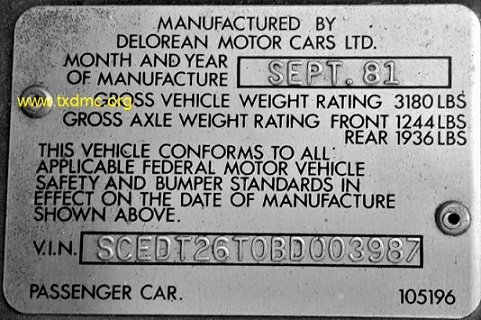 MANUFACTURED BY
DELOREAN MOTOR CARS LTD.
MONTH AND YEAR
OF MANUFACTURE SEPT. 81
www.txdmc.org
GROSS VEHICLE WEIGHT RATING 3180 LBS
GROSS AXLE WEIGHT RATING FRONT 1244 LBS
REAR 1936 LBS
THIS VEHICLE CONFORMS TO ALL
APPLICABLE FEDERAL MOTOR VEHICLE
SAFETY AND BUMPER STANDARDS IN
EFFECT ON THE DATE OF MANUFACTURE
SHOWN ABOVE.
V.I.N. SCEDT26T0BD003987
PASSENGER CAR. 105196